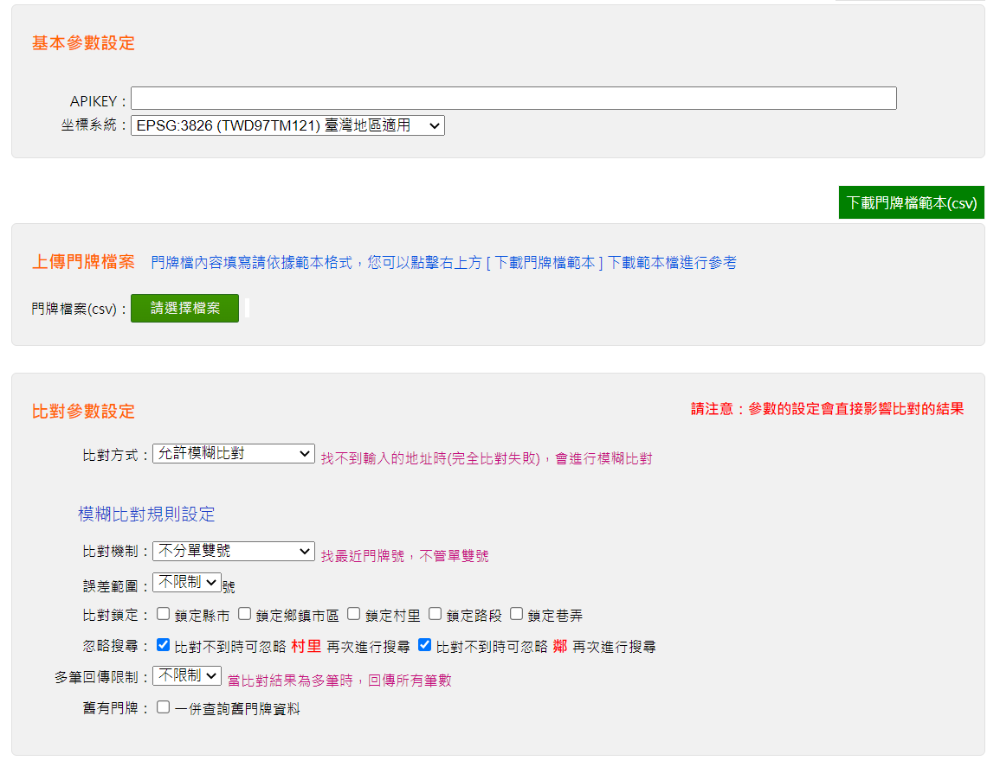 基本參數設定
APIKEY：
坐標系統：EPSG:3826 (TWD97TM121) 臺灣地區適用
下載門牌檔範本(csv)
上傳門牌檔案 門牌檔內容填寫請依據範本格式，您可以點擊右上方 [ 下載門牌檔範本 ] 下載範本檔進行參考
門牌檔案(csv)：請選擇檔案
比對參數設定 請注意：參數的設定會直接影響比對的結果
比對方式：允許模糊比對 找不到輸入的地址時(完全比對失敗)，會進行模糊比對
模糊比對規則設定
比對機制：不分單雙號 找最近門牌號，不管單雙號
誤差範圍：不限制 號
比對鎖定：鎖定縣市 鎖定鄉鎮市區 鎖定村里 鎖定路段 鎖定巷弄
忽略搜尋：比對不到時可忽略 村里 再次進行搜尋 比對不到時可忽略 鄰 再次進行搜尋
多筆回傳限制：不限制 當比對結果為多筆時，回傳所有筆數
舊有門牌：一併查詢舊門牌資料